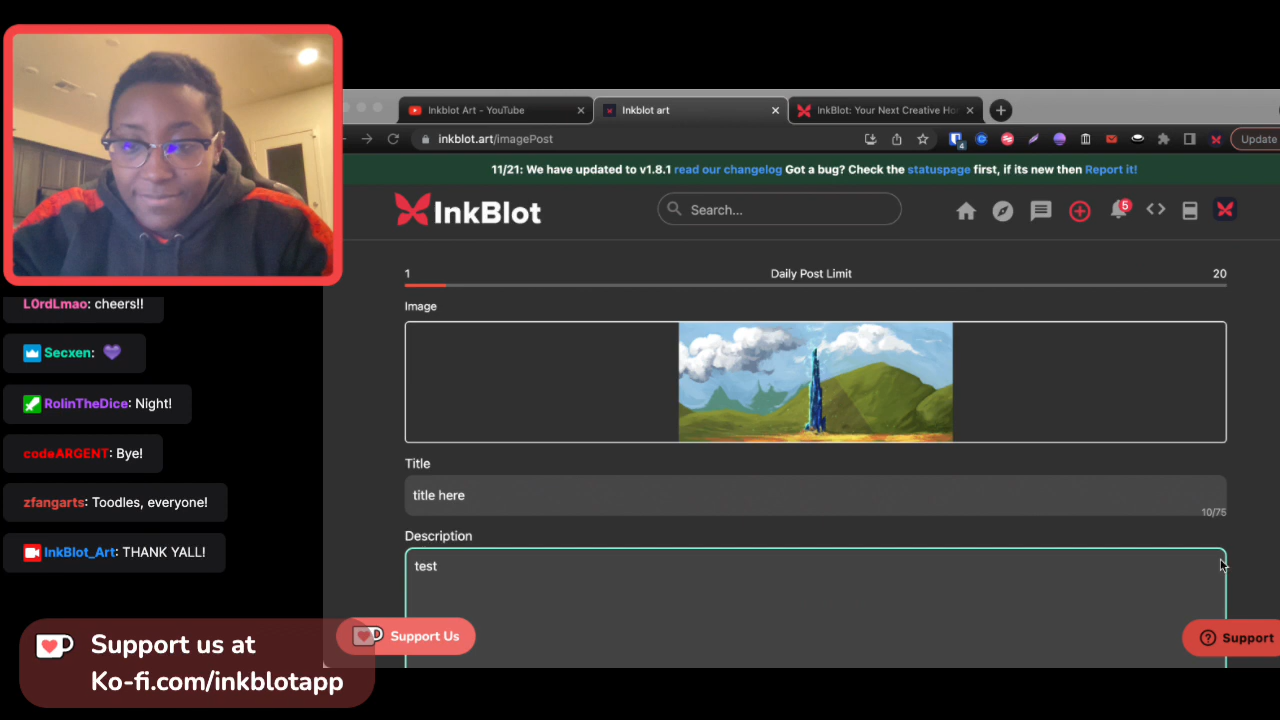 Inkblot Art - YouTube
Inkblot art
InkBlot: Your Next Creative Ho
inkblot.art/imagePost
4
Update
11/21: We have updated to v1.8.1 read our changelog Got a bug? Check the statuspage first, if its new then Report it!
InkBlot
Search...
5
1 Daily Post Limit 20
Image
Title
title here
10/75
Description
test
Support Us
Support
L0rdLmao: cheers!!
Secxen: 💜
RolinTheDice: Night!
codeARGENT: Bye!
zfangarts: Toodles, everyone!
InkBlot_Art: THANK YALL!
Support us at
Ko-fi.com/inkblotapp